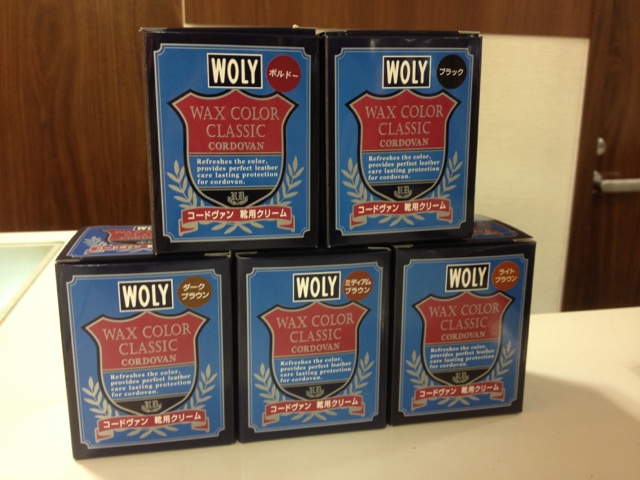 WOLY
ボルドー
WAX COLOR
CLASSIC
CORDOVAN
Refreshes the color,
provides perfect leather
care lasting protection
for cordovan.
コードヴァン 靴用クリーム
WOLY
ブラック
WAX COLOR
CLASSIC
CORDOVAN
Refreshes the color,
provides perfect leather
care lasting protection
for cordovan.
コードヴァン 靴用クリーム
WOLY
ダーク
ブラウン
WAX COLOR
CLASSIC
CORDOVAN
Refreshes the color,
provides perfect leather
care lasting protection
for cordovan.
コードヴァン 靴用クリーム
WOLY
ミディアム
ブラウン
WAX COLOR
CLASSIC
CORDOVAN
Refreshes the color,
provides perfect leather
care lasting protection
for cordovan.
コードヴァン 靴用クリーム
WOLY
ライト
ブラウン
WAX COLOR
CLASSIC
CORDOVAN
Refreshes the color,
provides perfect leather
care lasting protection
for cordovan.
コードヴァン 靴用クリーム